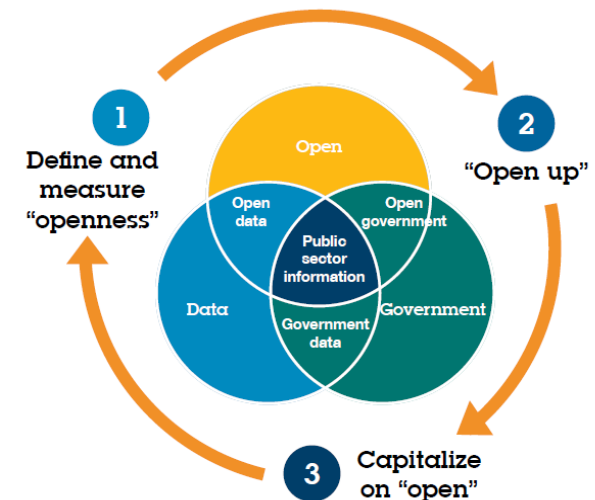 1
Define and
measure
“openness”
2
“Open up”
Open
Open
data
Open
government
Public
sector
information
Data
Government
Government
data
3
Capitalize
on “open”